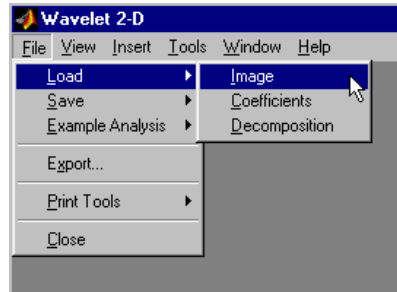 Wavelet 2-D
File View Insert Tools Window Help
Load Image
Save Coefficients
Example Analysis Decomposition
Export...
Print Tools
Close